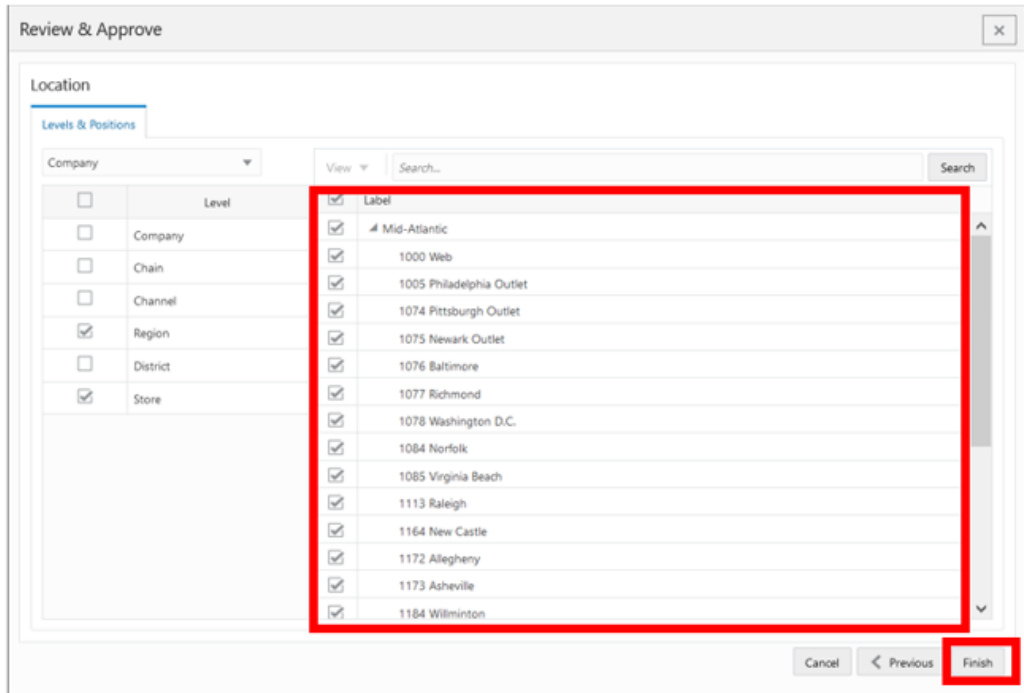 Review & Approve
Location
Levels & Positions
Company
View
Search...
Search
Level
Company
Chain
Channel
Region
District
Store
Label
Mid-Atlantic
1000 Web
1005 Philadelphia Outlet
1074 Pittsburgh Outlet
1075 Newark Outlet
1076 Baltimore
1077 Richmond
1078 Washington D.C.
1084 Norfolk
1085 Virginia Beach
1113 Raleigh
1164 New Castle
1172 Allegheny
1173 Asheville
1184 Willminton
Cancel
Previous
Finish